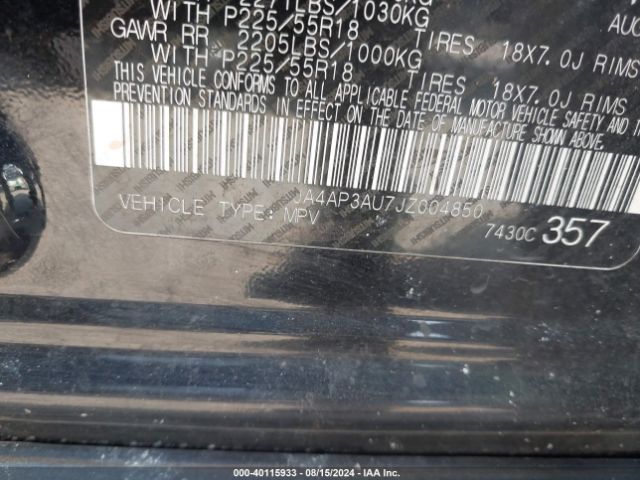 2271LBS/1030KG
WITH P225/55R18 TIRES 18X7.0J RIMS
GAWR RR 2205LBS/1000KG
WITH P225/55R18 TIRES 18X7.0J RIMS
THIS VEHICLE CONFORMS TO ALL APPLICABLE FEDERAL MOTOR VEHICLE SAFETY AND
PREVENTION STANDARDS IN EFFECT ON THE DATE OF MANUFACTURE SHOWN ABOVE.
JA4AP3AU7JZ004850
VEHICLE TYPE: MPV
7430C 357
000-40115933 - 08/15/2024 - IAA Inc.